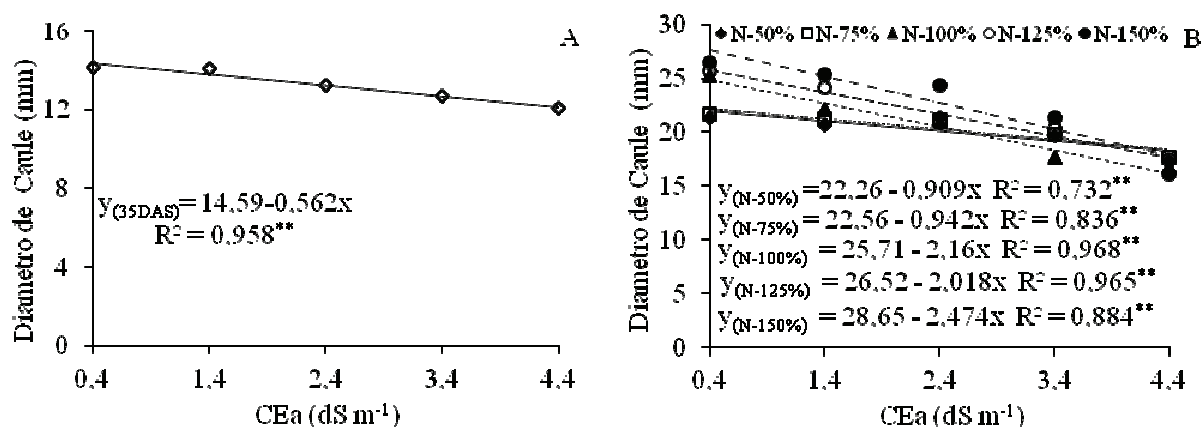 A
Diametro de Caule (mm)
16
12
8
4
0
y(35DAS)= 14,59-0,562x
R² = 0,958**
0,4 1,4 2,4 3,4 4,4
CEa (dS m-1)
B
N-50% N-75% N-100% N-125% N-150%
Diametro de Caule (mm)
30
25
20
15
10
5
0
y(N-50%) =22,26 - 0,909x R² = 0,732**
y(N-75%) = 22,56 - 0,942x R² = 0,836**
y(N-100%) = 25,71 - 2,16x R² = 0,968**
y(N-125%) = 26,52 - 2,018x R² = 0,965**
y(N-150%) = 28,65 - 2,474x R² = 0,884**
0,4 1,4 2,4 3,4 4,4
CEa (dS m-1)